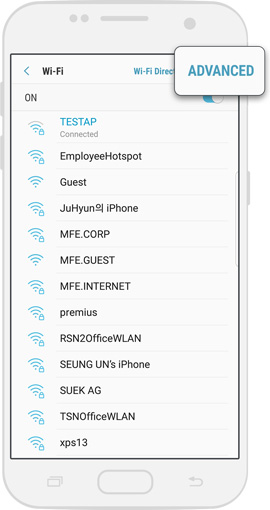 Wi-Fi
Wi-Fi Direc
ADVANCED
ON
TESTAP
Connected
EmployeeHotspot
Guest
JuHyun의 iPhone
MFE.CORP
MFE.GUEST
MFE.INTERNET
premius
RSN2OfficeWLAN
SEUNG UN's iPhone
SUEK AG
TSNOfficeWLAN
xps13